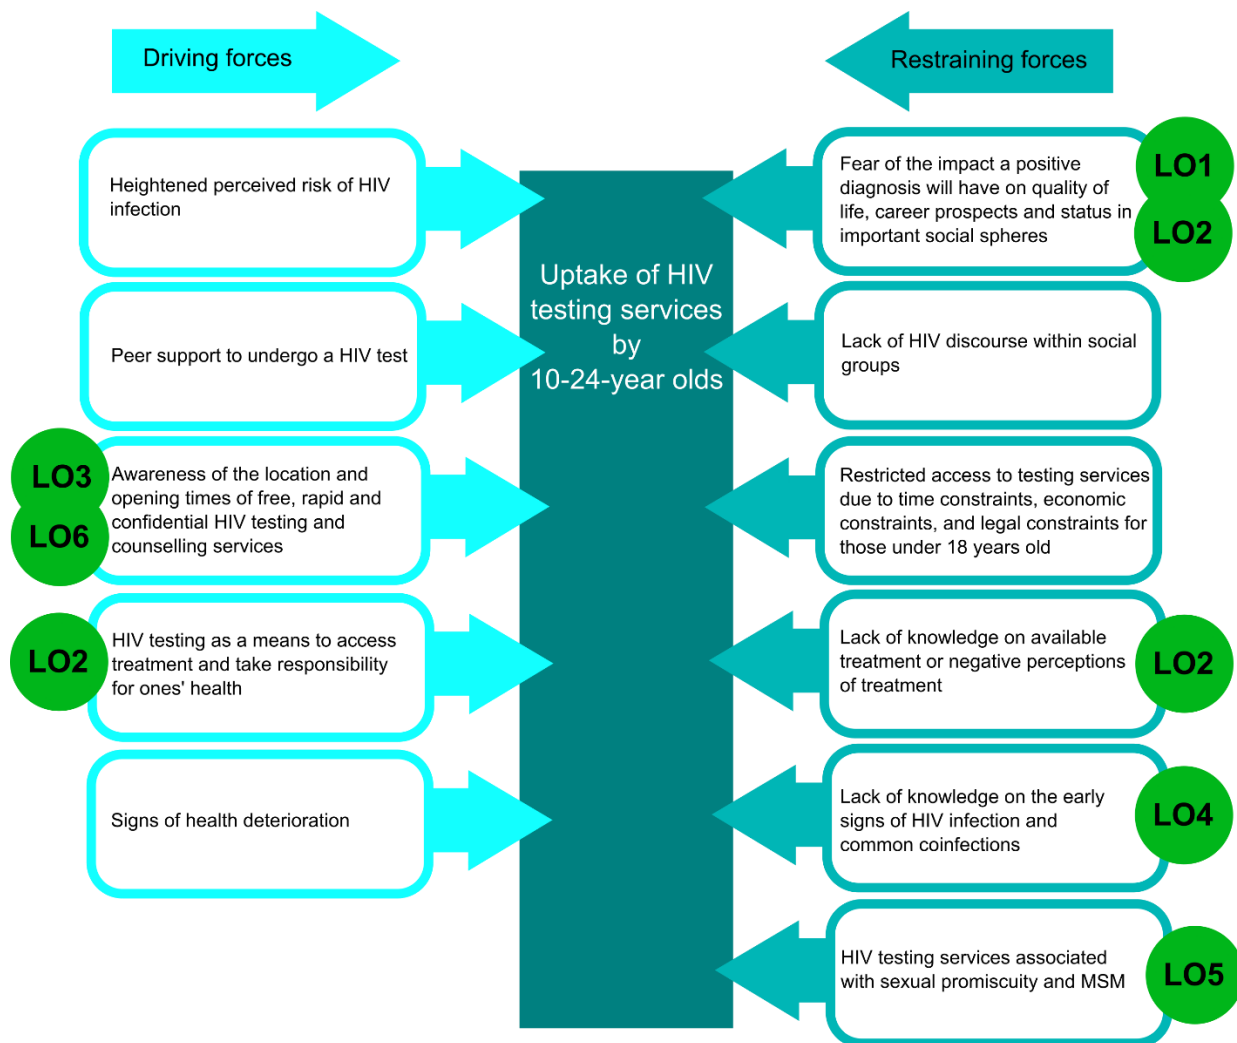 Driving forces
Restraining forces
Uptake of HIV
testing services
by
10-24-year olds
Heightened perceived risk of HIV
infection
Peer support to undergo a HIV test
LO3
LO6
Awareness of the location and
opening times of free, rapid and
confidential HIV testing and
counselling services
LO2
HIV testing as a means to access
treatment and take responsibility
for ones' health
Signs of health deterioration
Fear of the impact a positive
diagnosis will have on quality of
life, career prospects and status in
important social spheres
LO1
LO2
Lack of HIV discourse within social
groups
Restricted access to testing services
due to time constraints, economic
constraints, and legal constraints for
those under 18 years old
Lack of knowledge on available
treatment or negative perceptions
of treatment
LO2
Lack of knowledge on the early
signs of HIV infection and
common coinfections
LO4
HIV testing services associated
with sexual promiscuity and MSM
LO5